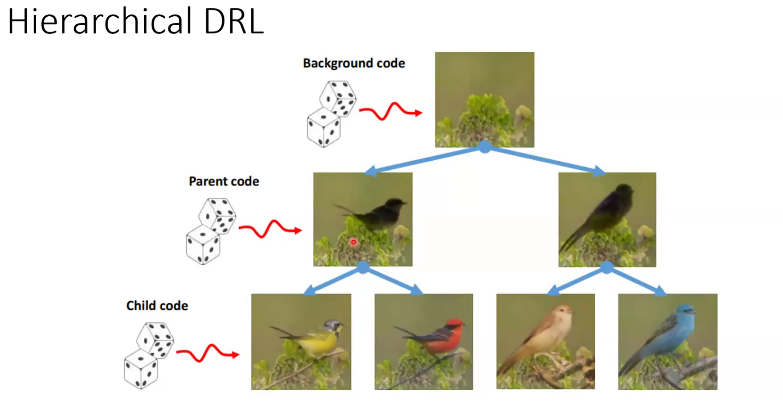 Hierarchical DRL
Background code
Parent code
Child code